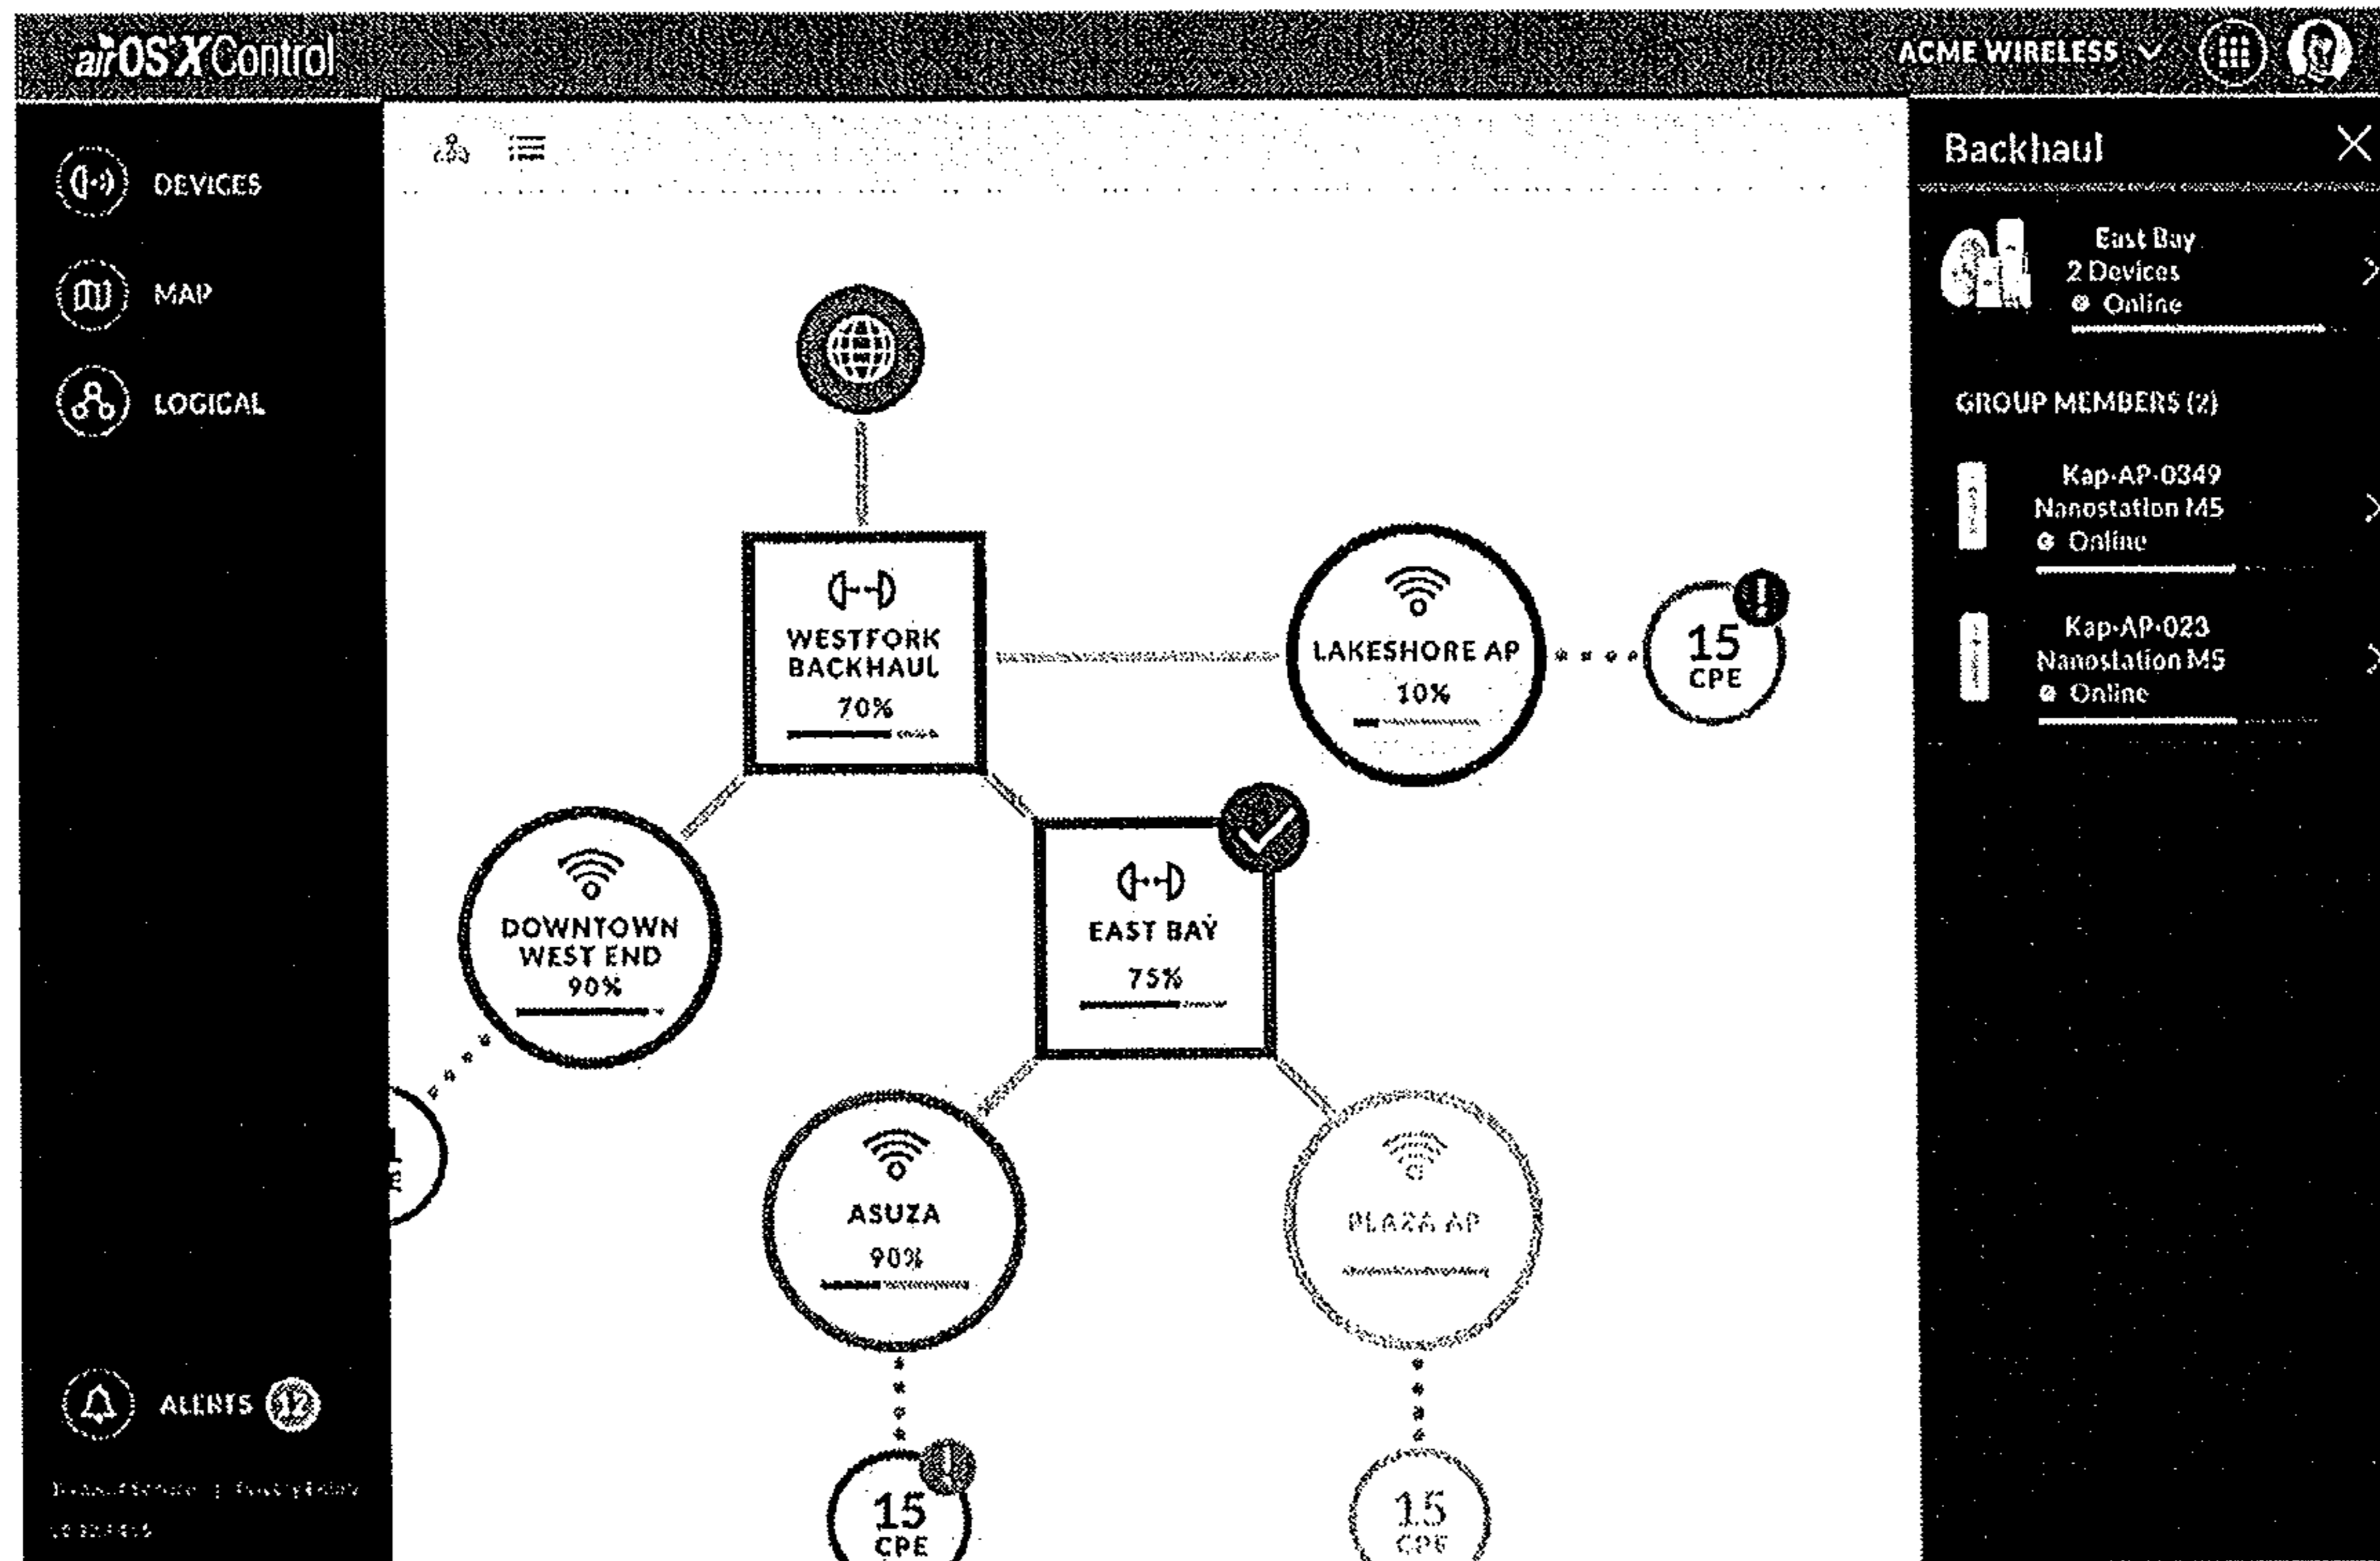 airOS XControl
ACME WIRELESS
DEVICES
MAP
LOGICAL
ALERTS 12
WESTFORK
BACKHAUL
70%
LAKESHORE AP
10%
15
CPE
DOWNTOWN
WEST END
90%
EAST BAY
75%
ASUZA
90%
PLAZA AP
15
CPE
15
CPE
Backhaul
East Bay
2 Devices
Online
GROUP MEMBERS (2)
Kap-AP-0349
Nanostation M5
Online
Kap-AP-023
Nanostation M5
Online